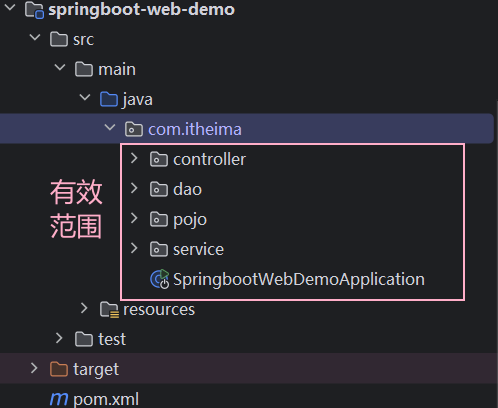 springboot-web-demo
src
main
java
com.itheima
controller
dao
pojo
service
SpringbootWebDemoApplication
有效
范围
resources
test
target
pom.xml